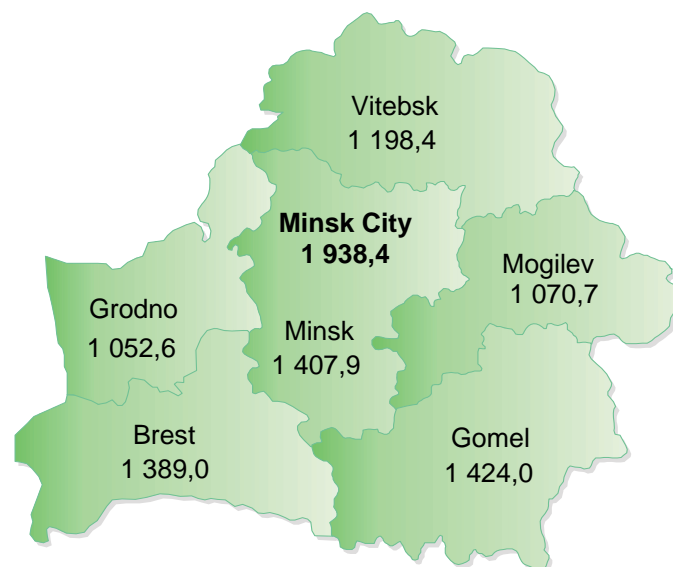 Vitebsk
1 198,4
Minsk City
1 938,4
Mogilev
1 070,7
Grodno
1 052,6
Minsk
1 407,9
Brest
1 389,0
Gomel
1 424,0